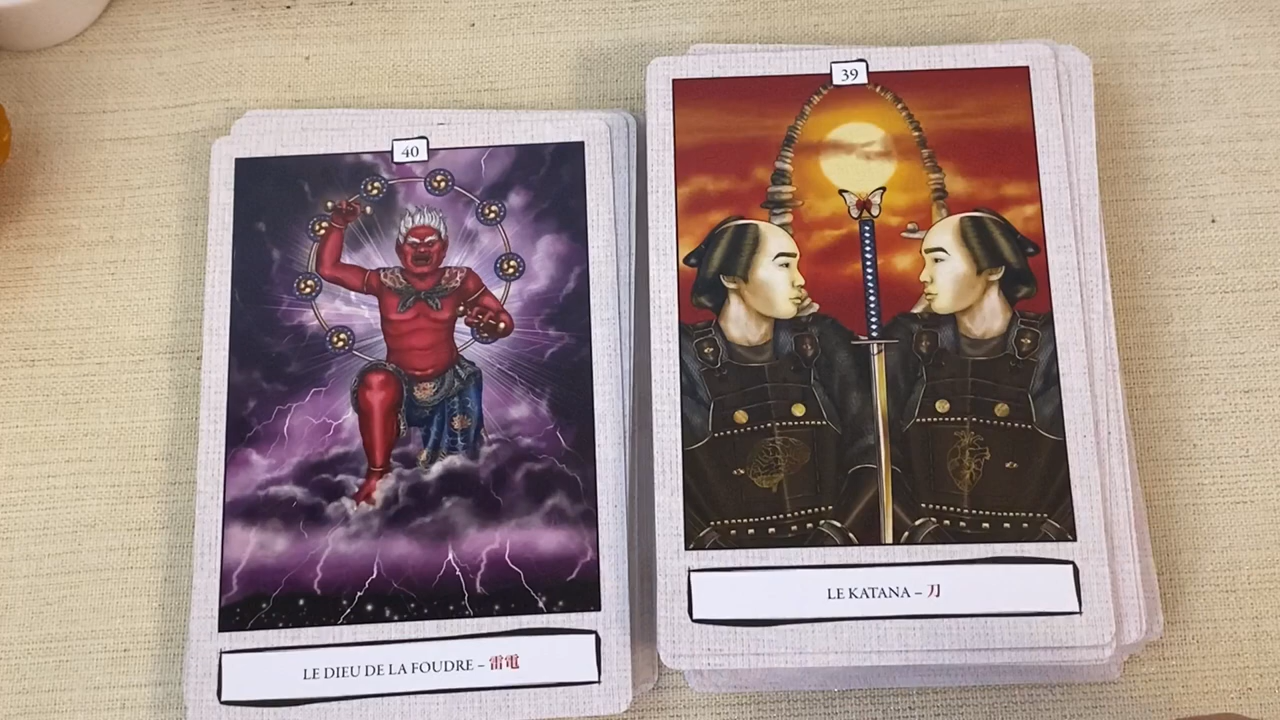 40
LE DIEU DE LA FOUDRE – 雷電
39
LE KATANA – 刀